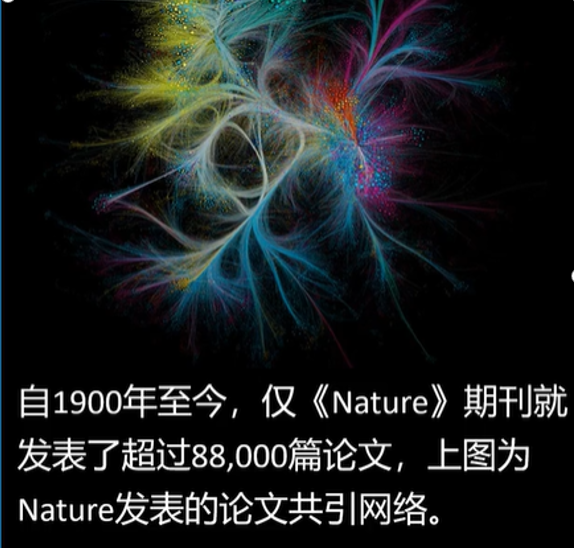 自1900年至今，仅《Nature》期刊就
发表了超过88,000篇论文，上图为
Nature发表的论文共引网络。